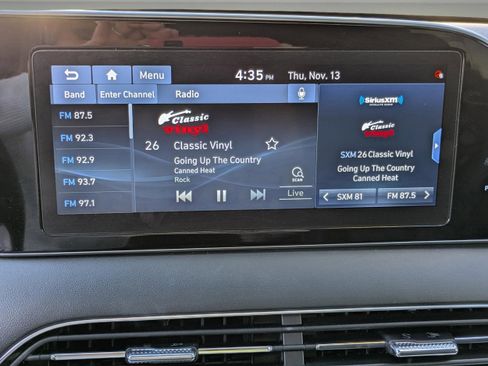 Menu
4:35 PM
Thu, Nov. 13
Band
Enter Channel
Radio
FM 87.5
FM 92.3
FM 92.9
FM 93.7
FM 97.1
Classic
Vinyl
26
Classic Vinyl
Going Up The Country
Canned Heat
Rock
SCAN
Live
SiriusXM
SATELLITE RADIO
Classic
Vinyl
SXM 26 Classic Vinyl
Going Up The Country
Canned Heat
SXM 81
FM 87.5